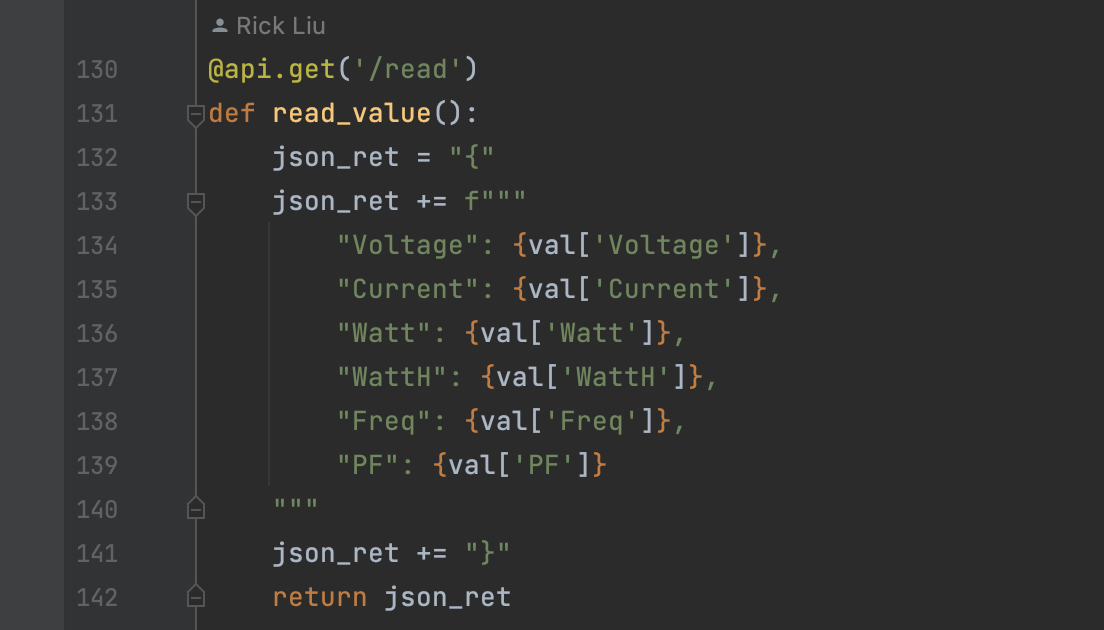 Rick Liu
130 @api.get('/read')
131 def read_value():
132     json_ret = "{"
133     json_ret += f"""
134         "Voltage": {val['Voltage']},
135         "Current": {val['Current']},
136         "Watt": {val['Watt']},
137         "WattH": {val['WattH']},
138         "Freq": {val['Freq']},
139         "PF": {val['PF']}
140     """
141     json_ret += "}"
142     return json_ret